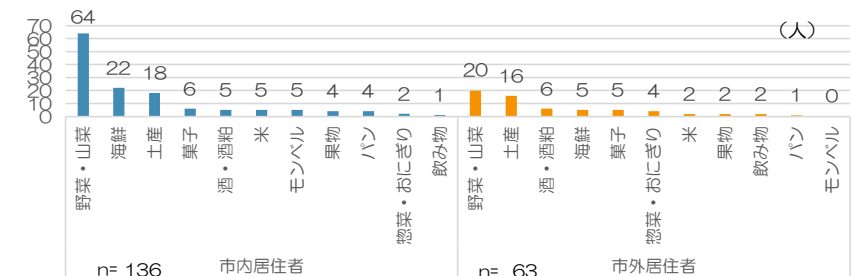 70
60
50
40
30
20
10
0
(人)
64
22
18
6
5
5
5
4
4
2
1
20
16
6
5
5
4
2
2
2
1
0
野菜・山菜
海鮮
土産
菓子
酒・酒粕
米
モンベル
果物
パン
惣菜・おにぎり
飲み物
野菜・山菜
土産
酒・酒粕
海鮮
菓子
惣菜・おにぎり
米
果物
飲み物
パン
モンベル
n= 136
市内居住者
n= 63
市外居住者